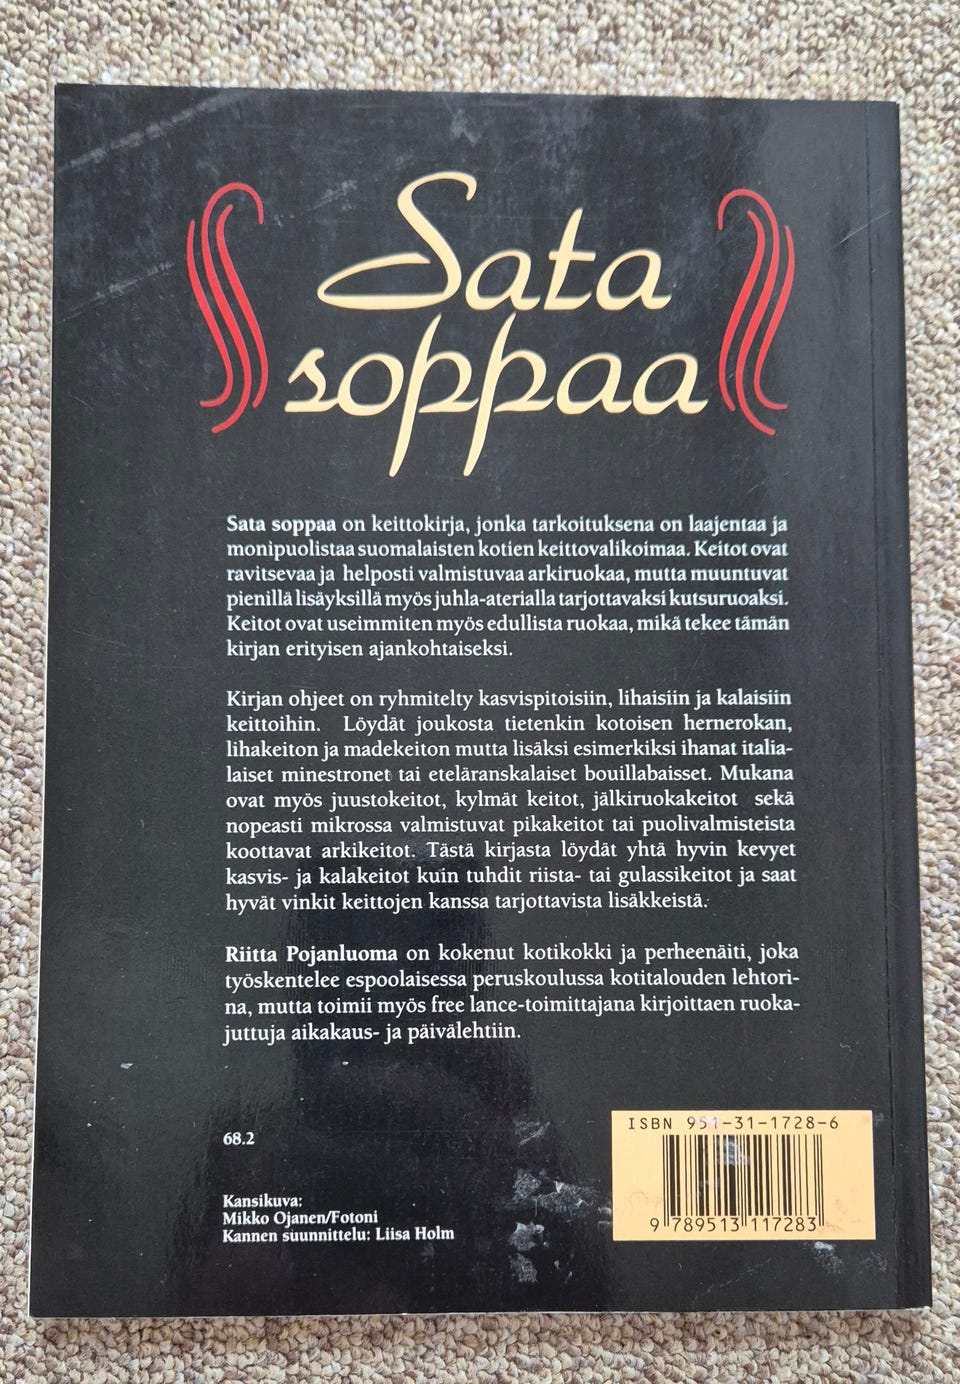 Sata
soppaa
Sata soppaa on keittokirja, jonka tarkoituksena on laajentaa ja
monipuolistaa suomalaisten kotien keittovalikoimaa. Keitot ovat
ravitsevaa ja helposti valmistuvaa arkiruokaa, mutta muuntuvat
pienillä lisäyksillä myös juhla-aterialla tarjottavaksi kutsuruoaksi.
Keitot ovat useimmiten myös edullista ruokaa, mikä tekee tämän
kirjan erityisen ajankohtaiseksi.
Kirjan ohjeet on ryhmitelty kasvispitoisiin, lihaisiin ja kalaisiin
keittoihin. Löydät joukosta tietenkin kotoisen hernerokan,
lihakeiton ja madekeiton mutta lisäksi esimerkiksi ihanat italia-
laiset minestronet tai eteläranskalaiset bouillabaisset. Mukana
ovat myös juustokeitot, kylmät keitot, jälkiruokakeitot sekä
nopeasti mikrossa valmistuvat pikakeitot tai puolivalmisteista
koottavat arkikeitot. Tästä kirjasta löydät yhtä hyvin kevyet
kasvis- ja kalakeitot kuin tuhdit riista- tai gulassikeitot ja saat
hyvät vinkit keittojen kanssa tarjottavista lisäkkeistä.
Riitta Pojanluoma on kokenut kotikokki ja perheenäiti, joka
työskentelee espoolaisessa peruskoulussa kotitalouden lehtori-
na, mutta toimii myös free lance-toimittajana kirjoittaen ruoka-
juttuja aikakaus- ja päivälehtiin.
ISBN 951-31-1728-6
68.2
Kansikuva:
Mikko Ojanen/Fotoni
Kannen suunnittelu: Liisa Holm
9 789513 117283